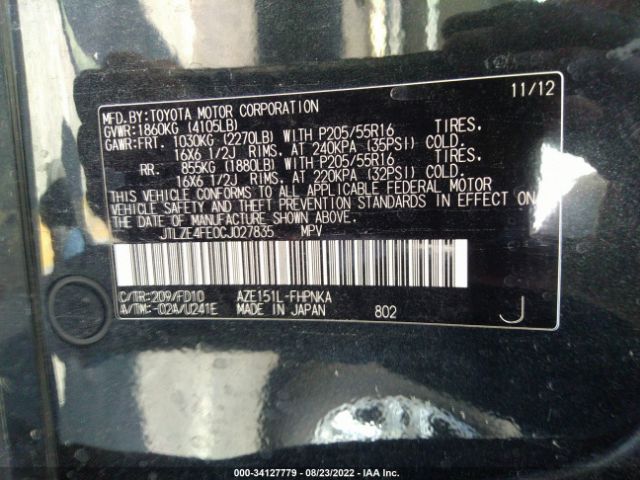 11/12
MFD.BY:TOYOTA MOTOR CORPORATION
GVWR:1860KG (4105LB)
GAWR:FRT. 1030KG (2270LB) WITH P205/55R16 TIRES.
16X6 1/2J RIMS. AT 240KPA (35PSI) COLD.
RR. 855KG (1880LB) WITH P205/55R16 TIRES.
16X6 1/2J RIMS. AT 220KPA (32PSI) COLD.
THIS VEHICLE CONFORMS TO ALL APPLICABLE FEDERAL MOTOR
VEHICLE SAFETY AND THEFT PREVENTION STANDARDS IN EFFECT ON
THE DATE OF MANUFACTURE SHOWN ABOVE.
JTLZE4FE0CJ027835 MPV
C/TR:209/FD10 AZE151L-FHPNKA
A/TM:-02A/U241E MADE IN JAPAN 802 J
000-34127779 - 08/23/2022 - IAA Inc.